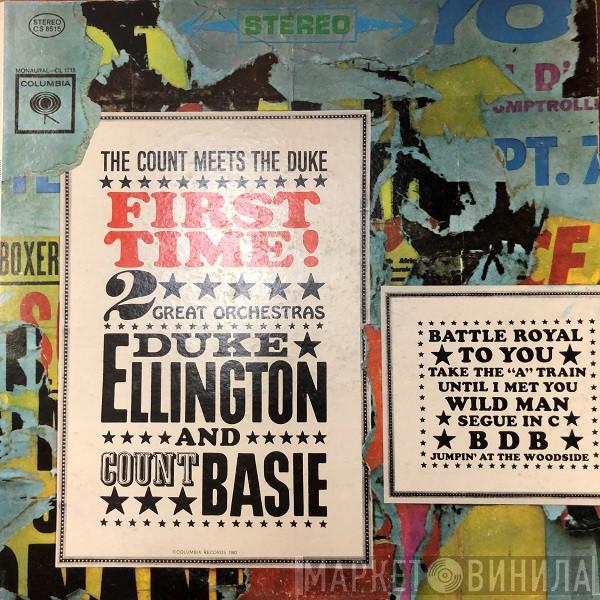 STEREO
CS 8515
STEREO
YO
MONAURAL—CL 1715
COLUMBIA
D'
OMPTROLLE
PT. 7
BOXER
THE COUNT MEETS THE DUKE
FIRST
TIME!
2
GREAT ORCHESTRAS
DUKE
ELLINGTON
AND
COUNT
BASIE
©COLUMBIA RECORDS 1962
BATTLE ROYAL
TO YOU
TAKE THE "A" TRAIN
UNTIL I MET YOU
WILD MAN
SEGUE IN C
BDB
JUMPIN' AT THE WOODSIDE
МАРКЕТ ВИНИЛА